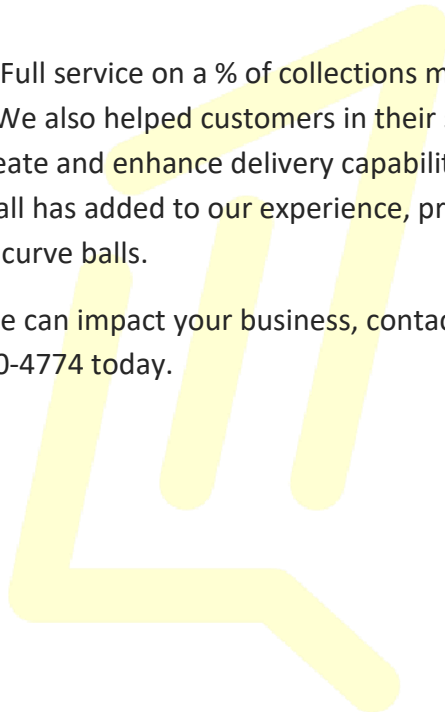 Full service on a % of collections m
We also helped customers in their
eate and enhance delivery capabilit
all has added to our experience, pr
curve balls.
e can impact your business, contac
0-4774 today.